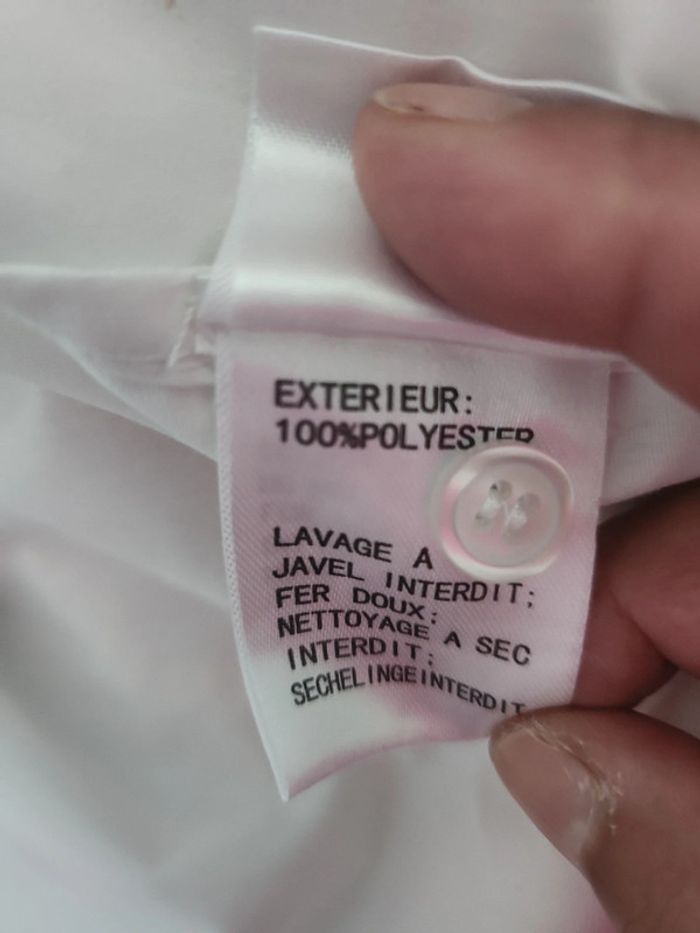 EXTERIEUR:
100%POLYESTER
LAVAGE A
JAVEL INTERDIT;
FER DOUX;
NETTOYAGE A SEC
INTERDIT;
SECHELINGEINTERDIT